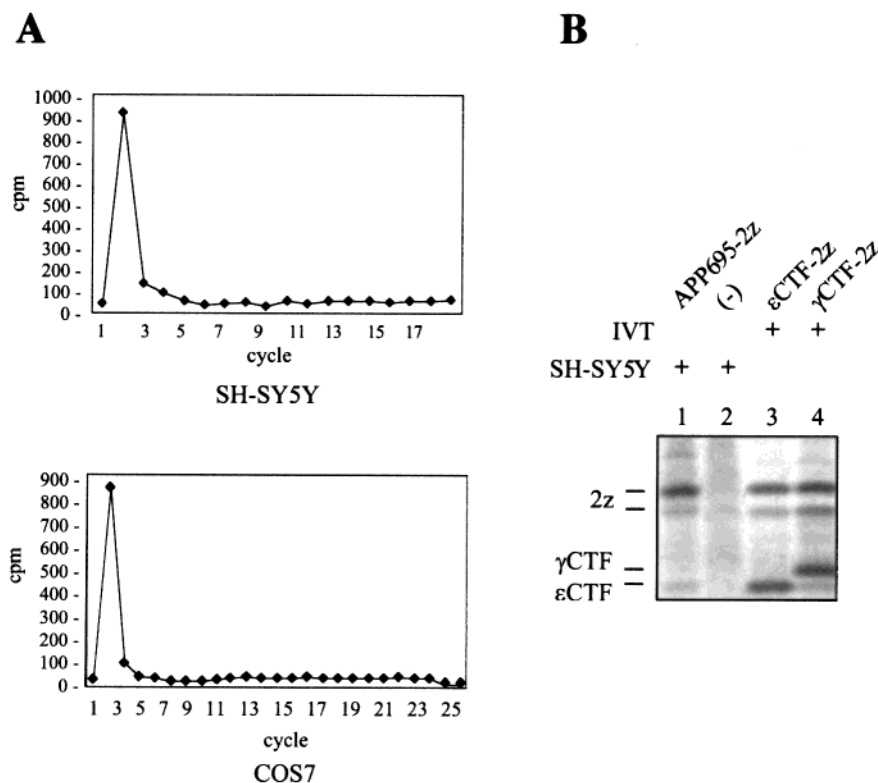 A
1000 -
900 -
800 -
700 -
600 -
500 -
400 -
300 -
200 -
100 -
0 -
cpm
1 3 5 7 9 11 13 15 17
cycle
SH-SY5Y
900 -
800 -
700 -
600 -
500 -
400 -
300 -
200 -
100 -
0 -
cpm
1 3 5 7 9 11 13 15 17 19 21 23 25
cycle
COS7
B
APP695-2z
(-)
εCTF-2z
γCTF-2z
IVT + +
SH-SY5Y + +
1 2 3 4
2z
γCTF
εCTF